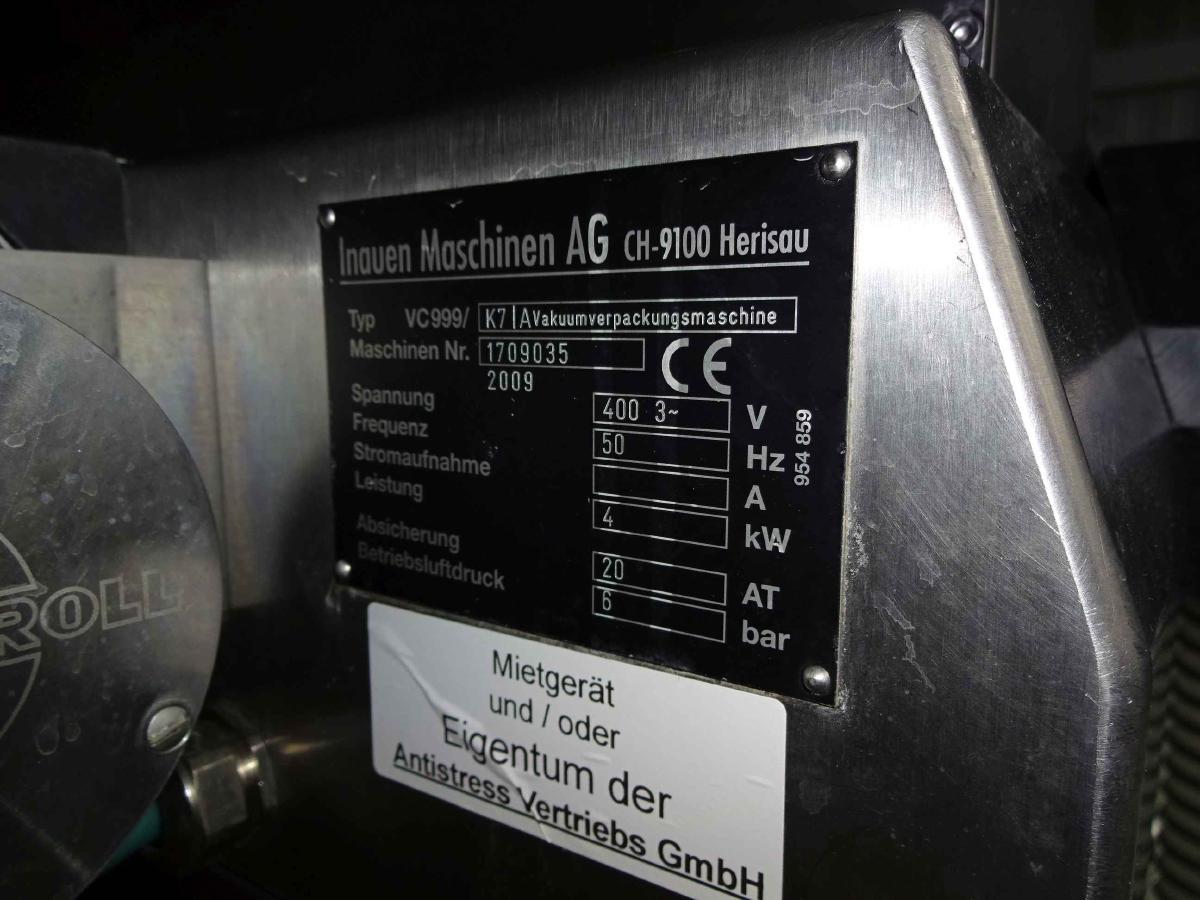 Inauen Maschinen AG CH-9100 Herisau
Typ VC999/ K7|A Vakuumverpackungsmaschine
Maschinen Nr. 1709035 CE
2009
Spannung 400 3~ V
Frequenz 50 Hz
Stromaufnahme A
Leistung 4 kW
Absicherung 20 AT
Betriebsluftdruck 6 bar
954 859
Mietgerät
und / oder
Eigentum der
Antistress Vertriebs GmbH
ROLL